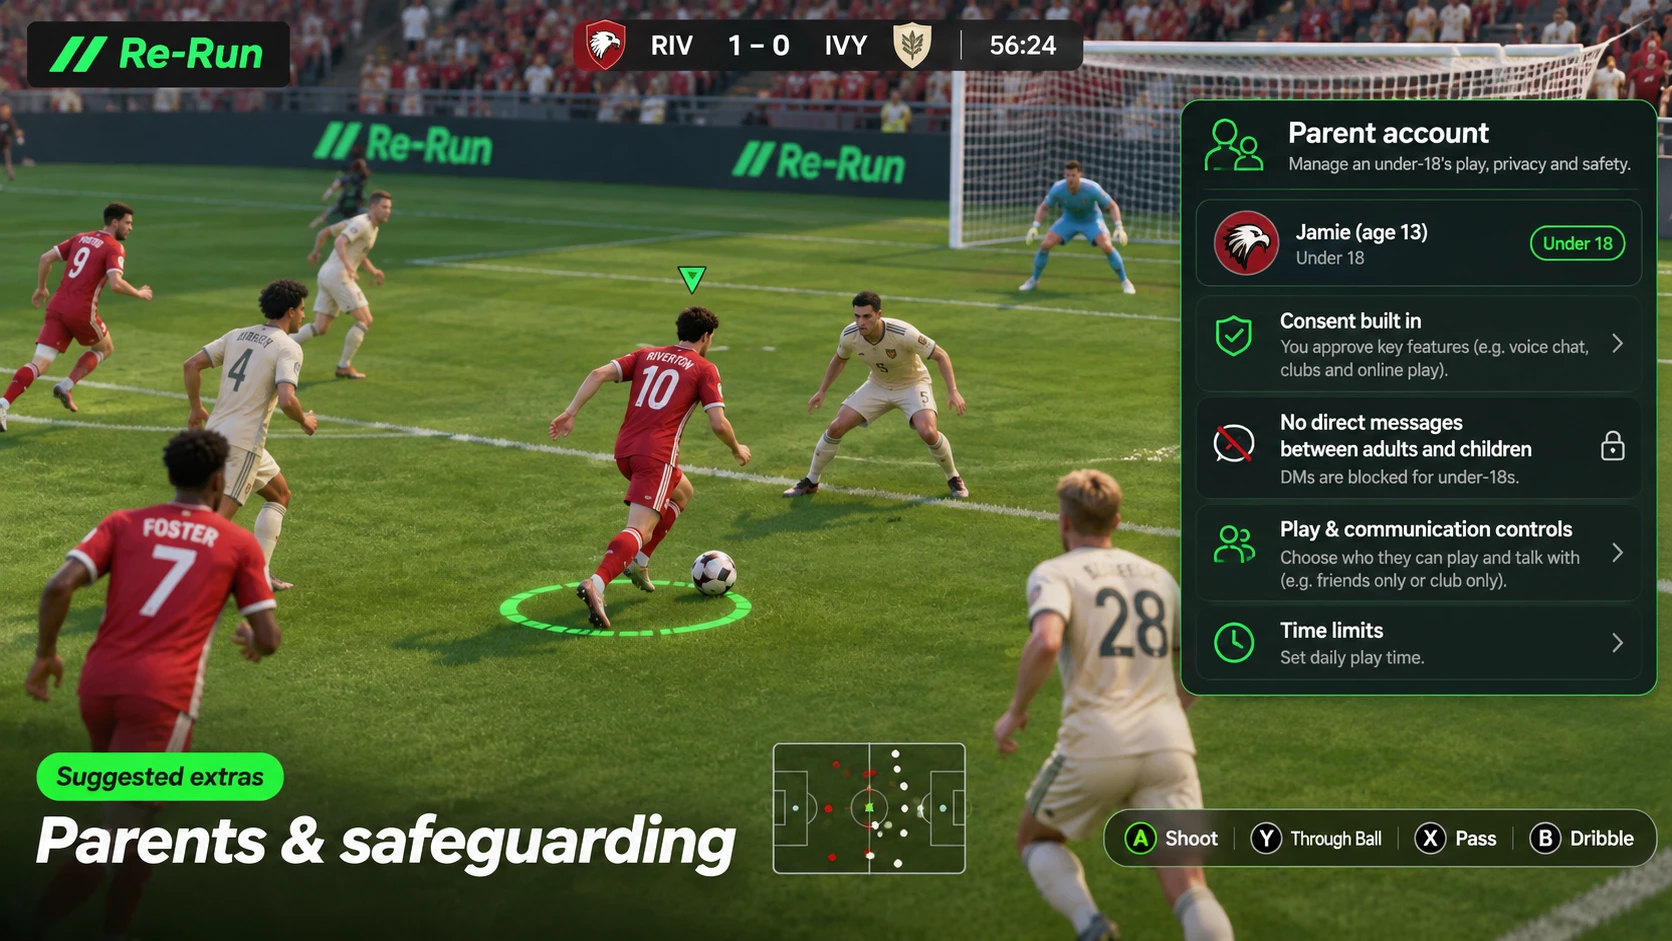 Re-Run
RIV 1 - 0 IVY 56:24
Re-Run
Re-Run
Parent account
Manage an under-18's play, privacy and safety.
Jamie (age 13)
Under 18
Under 18
Consent built in
You approve key features (e.g. voice chat,
clubs and online play).
No direct messages
between adults and children
DMs are blocked for under-18s.
Play & communication controls
Choose who they can play and talk with
(e.g. friends only or club only).
Time limits
Set daily play time.
9
4
RIVERTON
10
5
5
FOSTER
7
28
Suggested extras
Parents & safeguarding
A Shoot
Y Through Ball
X Pass
B Dribble